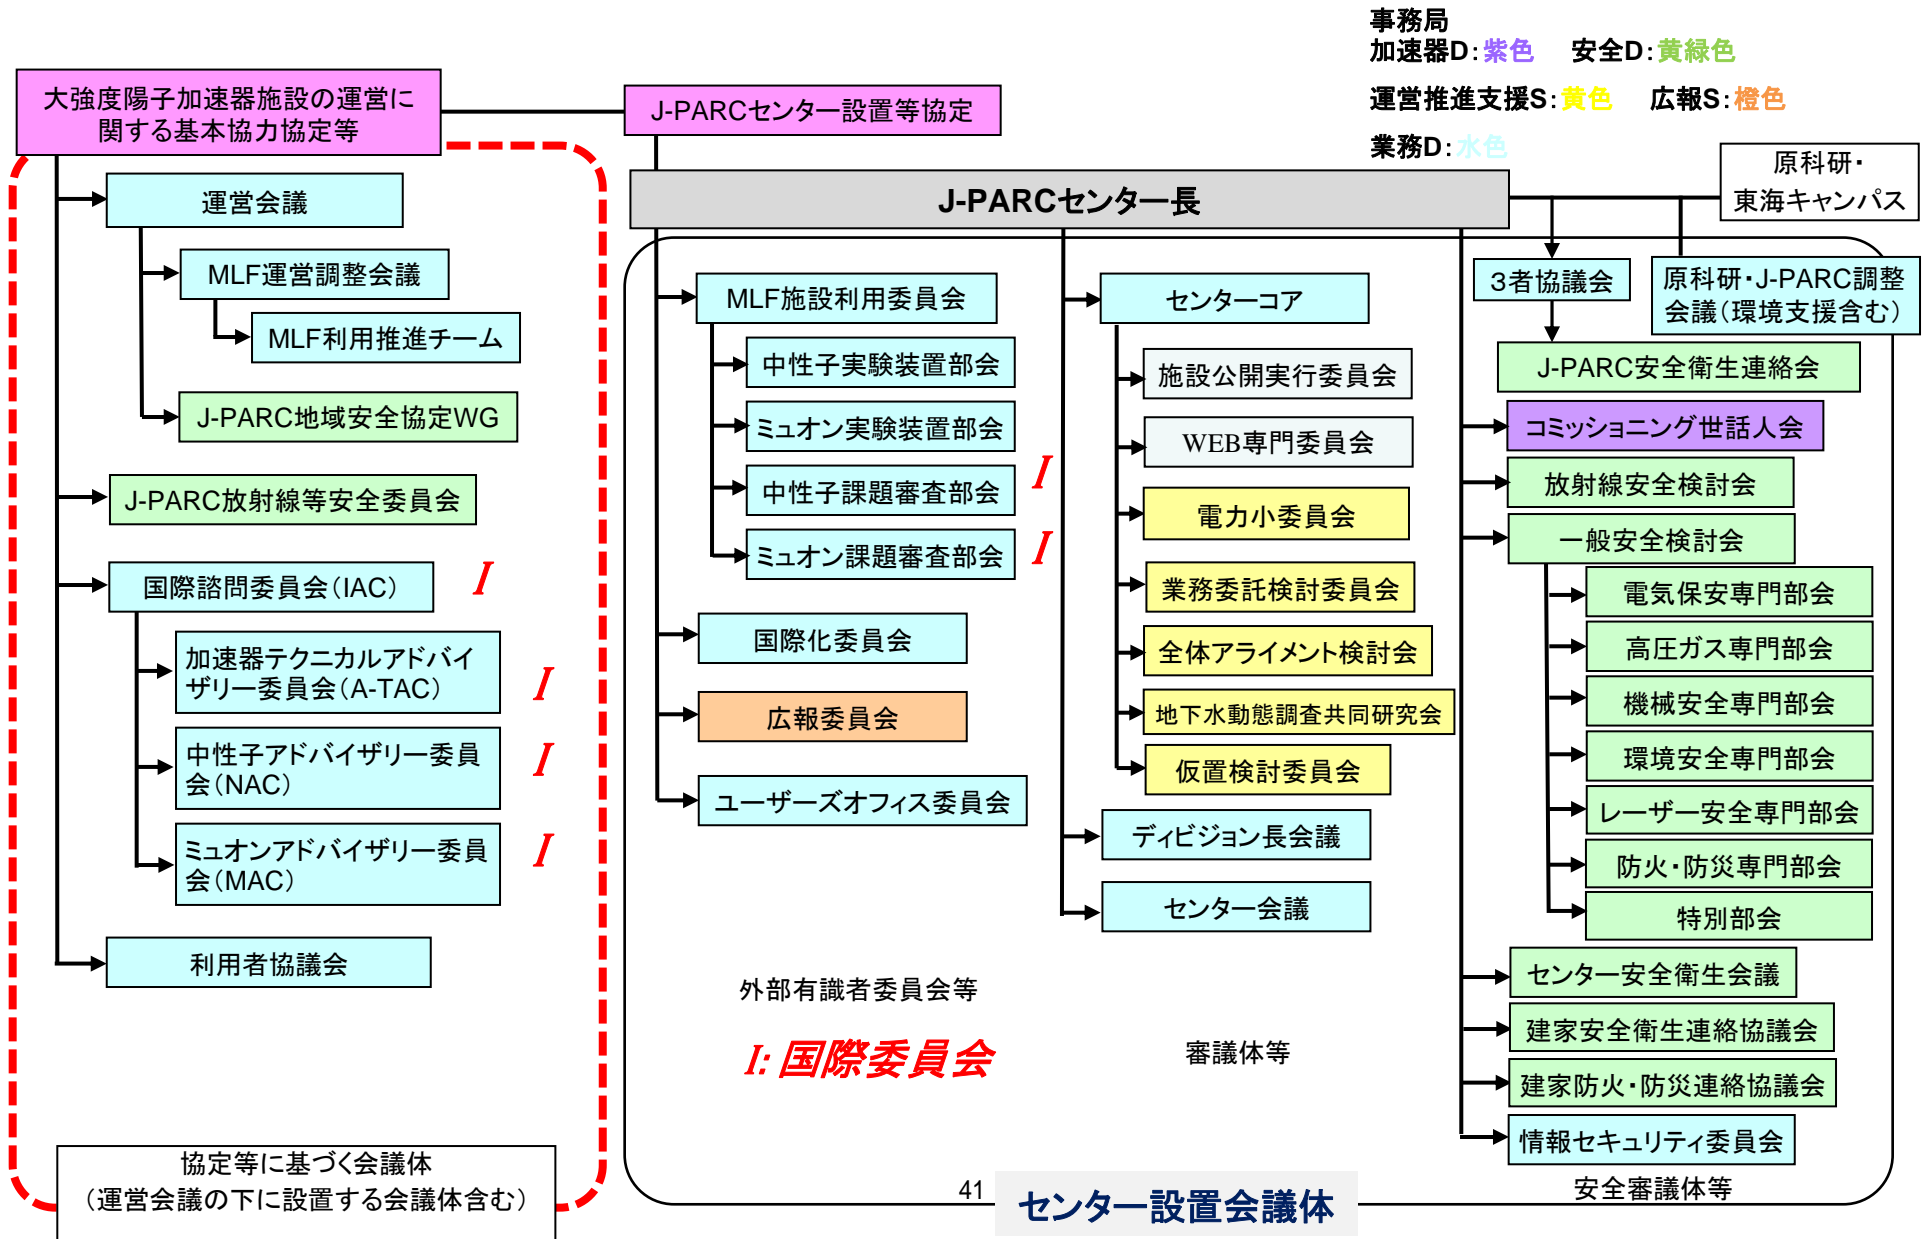 事務局
加速器D：紫色　安全D：黄緑色
運営推進支援S：黄色　広報S：橙色
業務D：水色
大強度陽子加速器施設の運営に
関する基本協力協定等
J-PARCセンター設置等協定
J-PARCセンター長
原科研・
東海キャンパス
運営会議
MLF運営調整会議
MLF利用推進チーム
J-PARC地域安全協定WG
J-PARC放射線等安全委員会
国際諮問委員会（IAC）
I
加速器テクニカルアドバイ
ザリー委員会（A-TAC）
I
中性子アドバイザリー委員
会（NAC）
I
ミュオンアドバイザリー委員
会（MAC）
I
利用者協議会
協定等に基づく会議体
（運営会議の下に設置する会議体含む）
MLF施設利用委員会
中性子実験装置部会
ミュオン実験装置部会
中性子課題審査部会
I
ミュオン課題審査部会
I
国際化委員会
広報委員会
ユーザーズオフィス委員会
外部有識者委員会等
I: 国際委員会
センターコア
施設公開実行委員会
WEB専門委員会
電力小委員会
業務委託検討委員会
全体アライメント検討会
地下水動態調査共同研究会
仮置検討委員会
ディビジョン長会議
センター会議
審議体等
３者協議会
原科研・J-PARC調整
会議（環境支援含む）
J-PARC安全衛生連絡会
コミッショニング世話人会
放射線安全検討会
一般安全検討会
電気保安専門部会
高圧ガス専門部会
機械安全専門部会
環境安全専門部会
レーザー安全専門部会
防火・防災専門部会
特別部会
センター安全衛生会議
建家安全衛生連絡協議会
建家防火・防災連絡協議会
情報セキュリティ委員会
安全審議体等
41
センター設置会議体